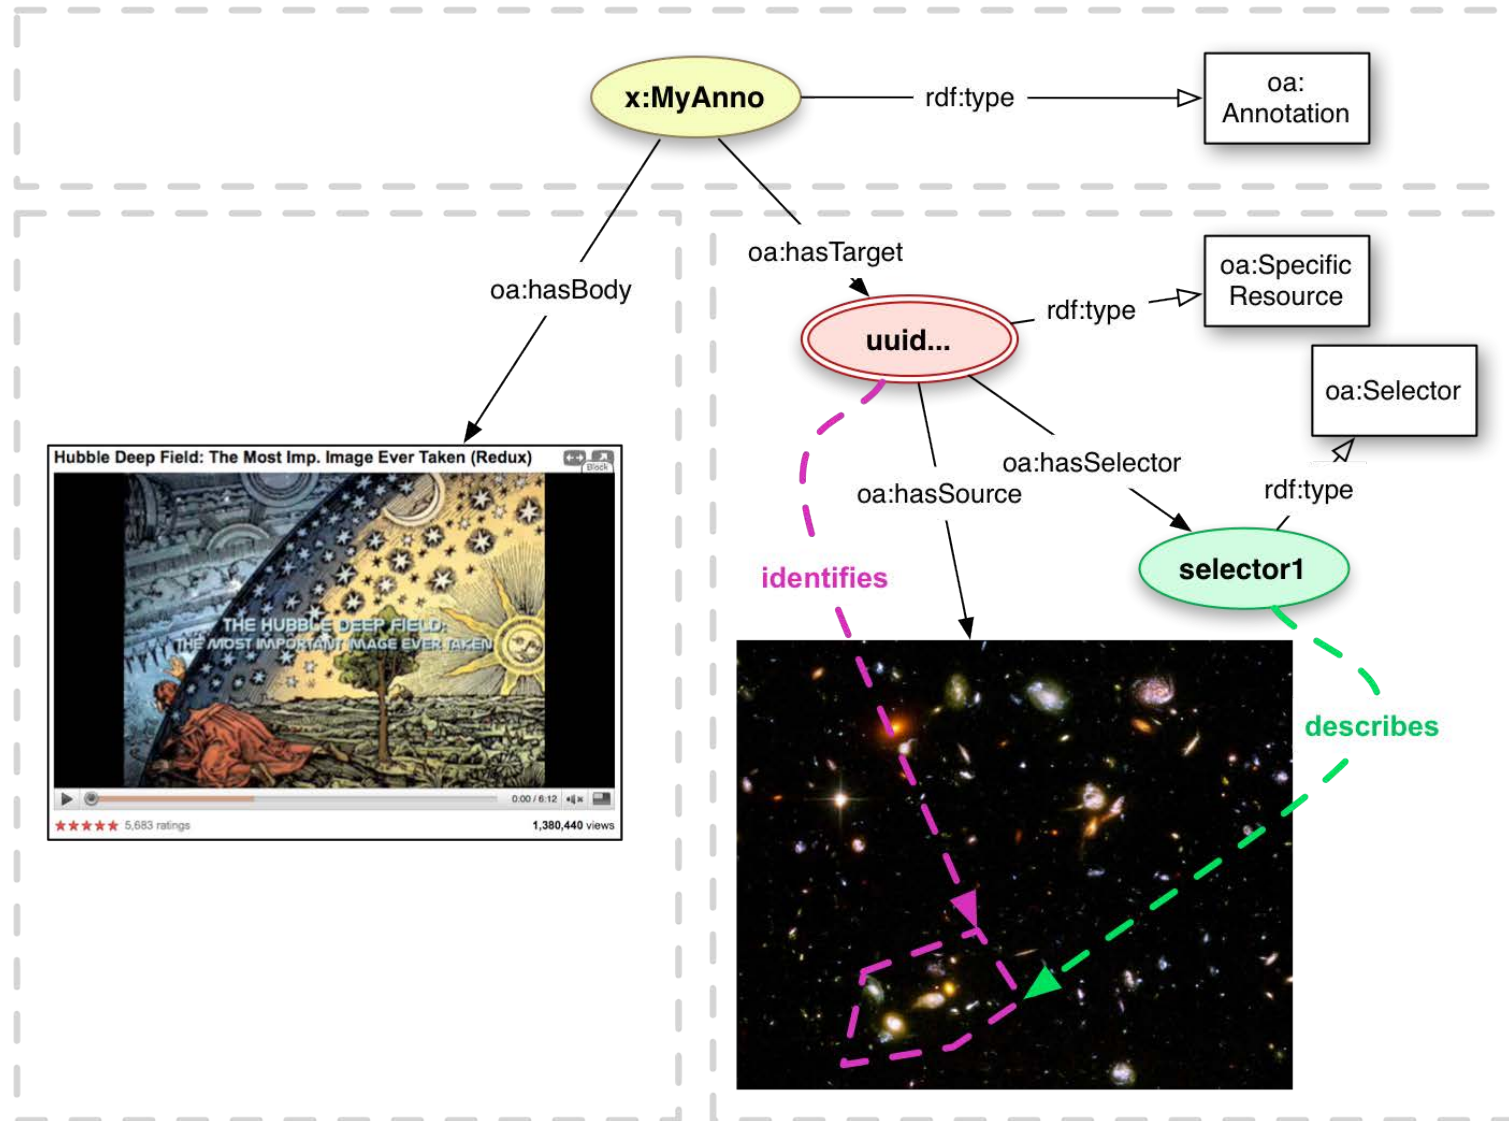 x:MyAnno
rdf:type
oa:
Annotation
oa:hasBody
oa:hasTarget
uuid...
rdf:type
oa:Specific
Resource
oa:Selector
oa:hasSelector
oa:hasSource
rdf:type
selector1
identifies
describes
Hubble Deep Field: The Most Imp. Image Ever Taken (Redux)
Block
THE HUBBLE DEEP FIELD:
THE MOST IMPORTANT IMAGE EVER TAKEN
0:00 / 6:12
5,683 ratings
1,380,440 views